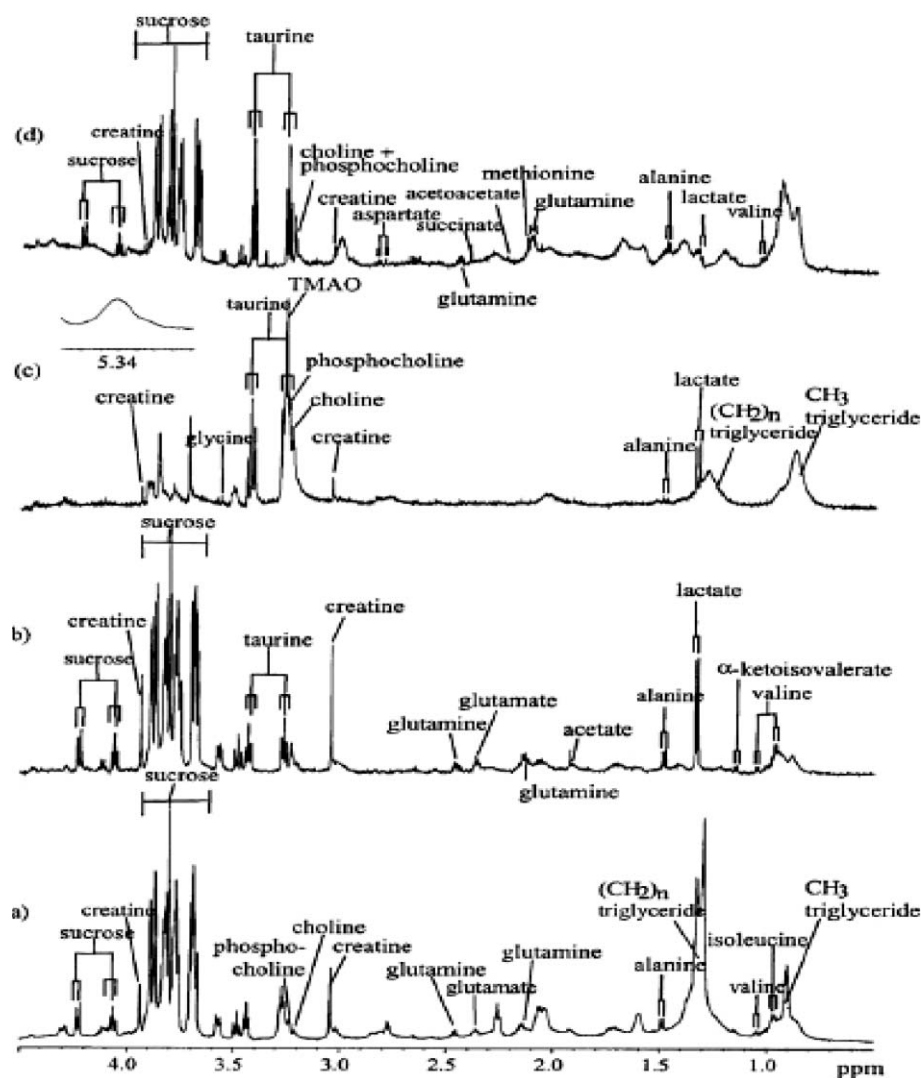 sucrose
taurine
(d)
creatine
sucrose
choline +
phosphocholine
creatine
aspartate
succinate
acetoacetate
methionine
glutamine
glutamine
alanine
lactate
valine
5.34
(c)
creatine
glycine
taurine
TMAO
phosphocholine
choline
creatine
alanine
lactate
(CH2)n
triglyceride
CH3
triglyceride
b)
sucrose
creatine
sucrose
taurine
creatine
glutamine
glutamate
glutamine
acetate
alanine
lactate
α-ketoisovalerate
valine
a)
sucrose
creatine
sucrose
phospho-
choline
choline
creatine
glutamine
glutamate
glutamine
alanine
(CH2)n
triglyceride
valine
isoleucine
CH3
triglyceride
4.0 3.5 3.0 2.5 2.0 1.5 1.0 ppm